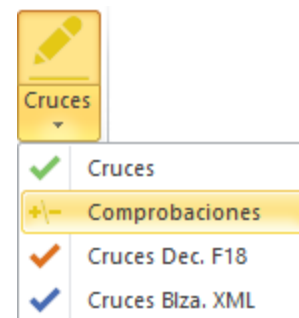 Cruces
Cruces
Comprobaciones
Cruces Dec. F18
Cruces Blza. XML